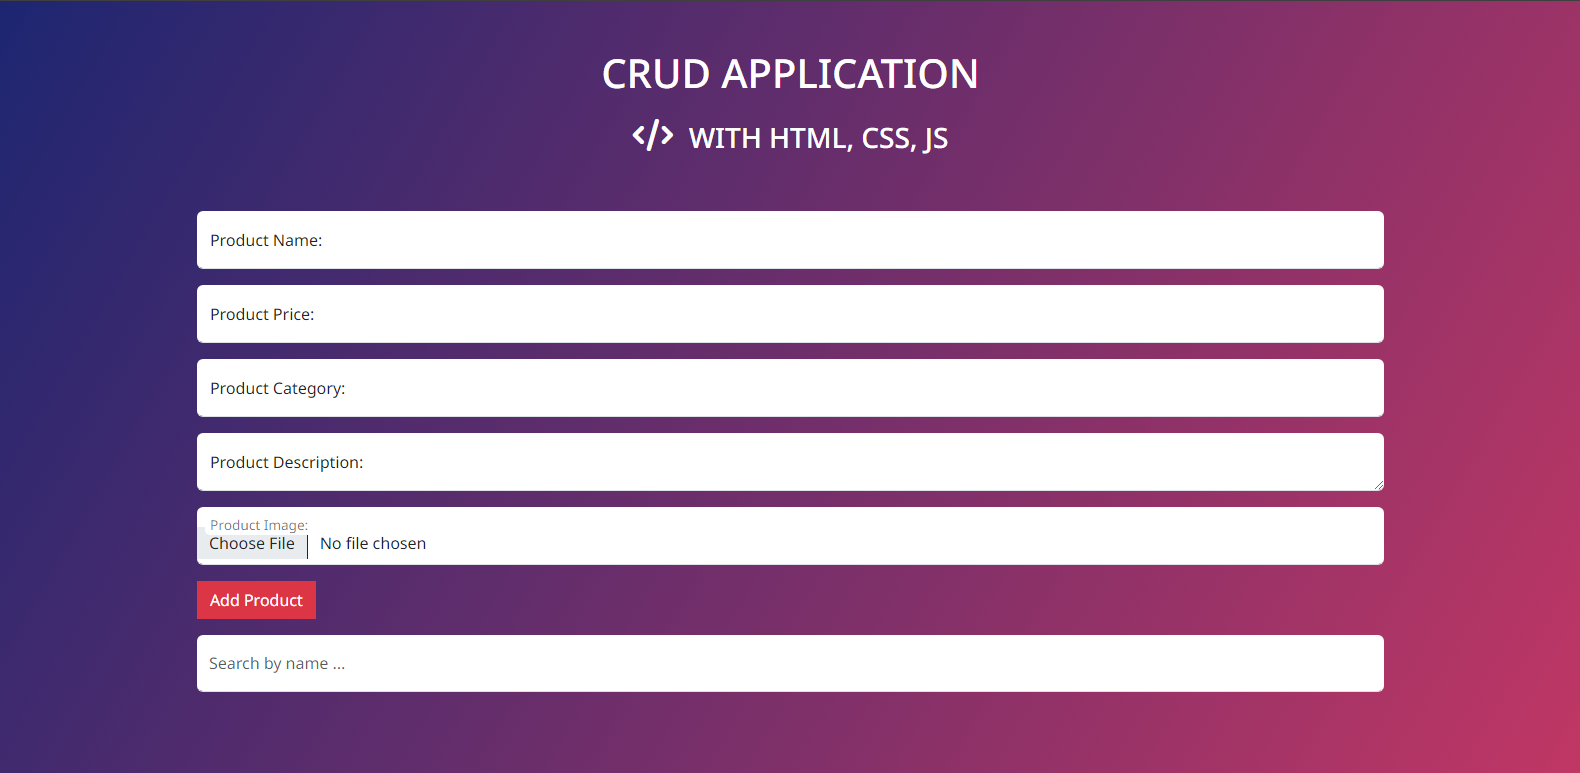 CRUD APPLICATION
</> WITH HTML, CSS, JS
Product Name:
Product Price:
Product Category:
Product Description:
Product Image:
Choose File No file chosen
Add Product
Search by name ...